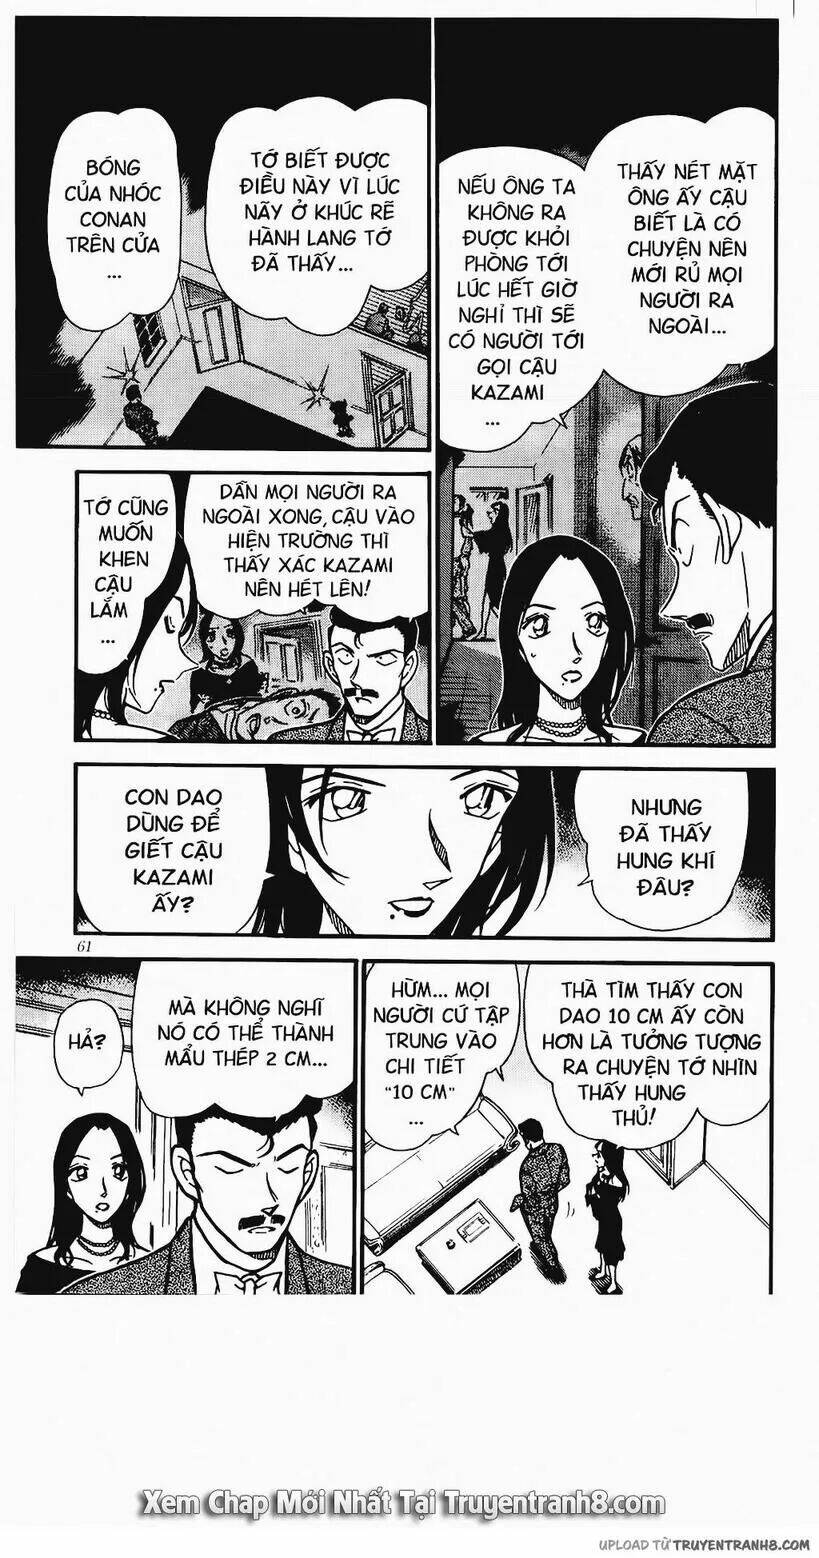 THẤY NÉT MẶT
ÔNG ẤY CẬU
BIẾT LÀ CÓ
CHUYỆN NÊN
MỚI RỦ MỌI
NGƯỜI RA
NGOÀI...
NẾU ÔNG TA
KHÔNG RA
ĐƯỢC KHỎI
PHÒNG TỚI
LÚC HẾT GIỜ
NGHỈ THÌ SẼ
CÓ NGƯỜI TỚI
GỌI CẬU
KAZAMI
...
TỚ BIẾT ĐƯỢC
ĐIỀU NÀY VÌ LÚC
NÃY Ở KHÚC RẼ
HÀNH LANG TỚ
ĐÃ THẤY...
BÓNG
CỦA NHÓC
CONAN
TRÊN CỬA
...
DẪN MỌI NGƯỜI RA
NGOÀI XONG, CẬU VÀO
HIỆN TRƯỜNG THÌ
THẤY XÁC KAZAMI
NÊN HÉT LÊN!
TỚ CŨNG
MUỐN
KHEN
CẬU
LẮM
...
NHƯNG
ĐÃ THẤY
HUNG KHÍ
ĐÂU?
CON DAO
DÙNG ĐỂ
GIẾT CẬU
KAZAMI
ẤY?
61
THÀ TÌM THẤY CON
DAO 10 CM ẤY CÒN
HƠN LÀ TƯỞNG TƯỢNG
RA CHUYỆN TỚ NHÌN
THẤY HUNG
THỦ!
HỪM... MỌI
NGƯỜI CỨ TẬP
TRUNG VÀO
CHI TIẾT
"10 CM"
...
MÀ KHÔNG NGHĨ
NÓ CÓ THỂ THÀNH
MẨU THÉP 2 CM...
HẢ?
Xem Chap Mới Nhất Tại Truyentranh8.com
UPLOAD TỪ TRUYENTRANH8.COM